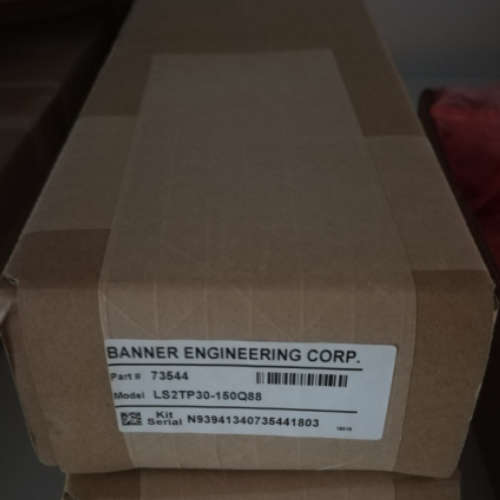 BANNER ENGINEERING CORP.
Part # 73544
Model LS2TP30-150Q88
Kit
Serial N93941340735441803